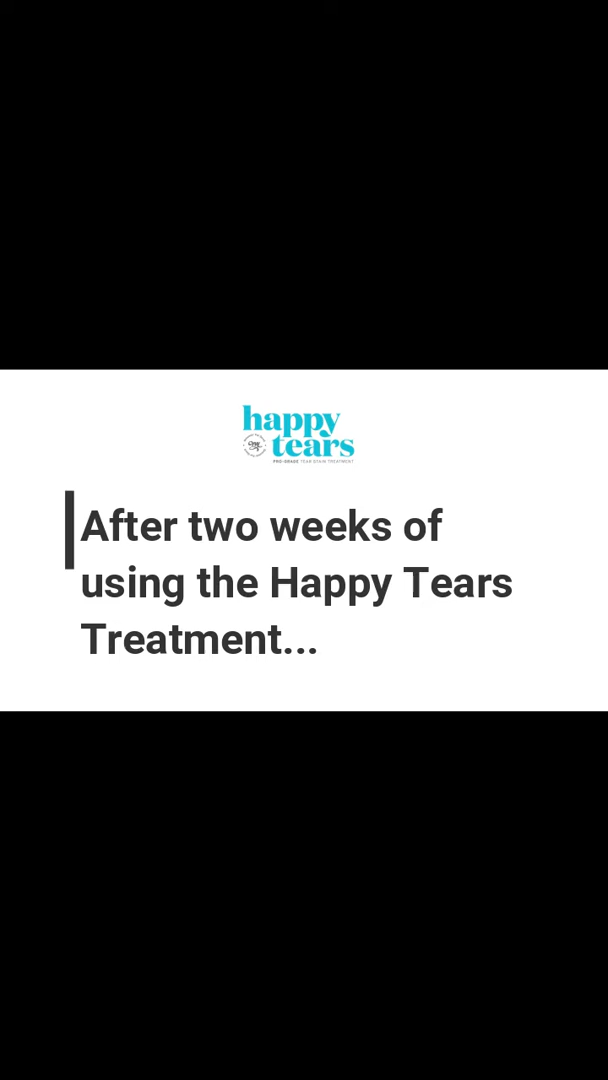 happy
tears
PRO-GRADE TEAR STAIN TREATMENT
After two weeks of
using the Happy Tears
Treatment...